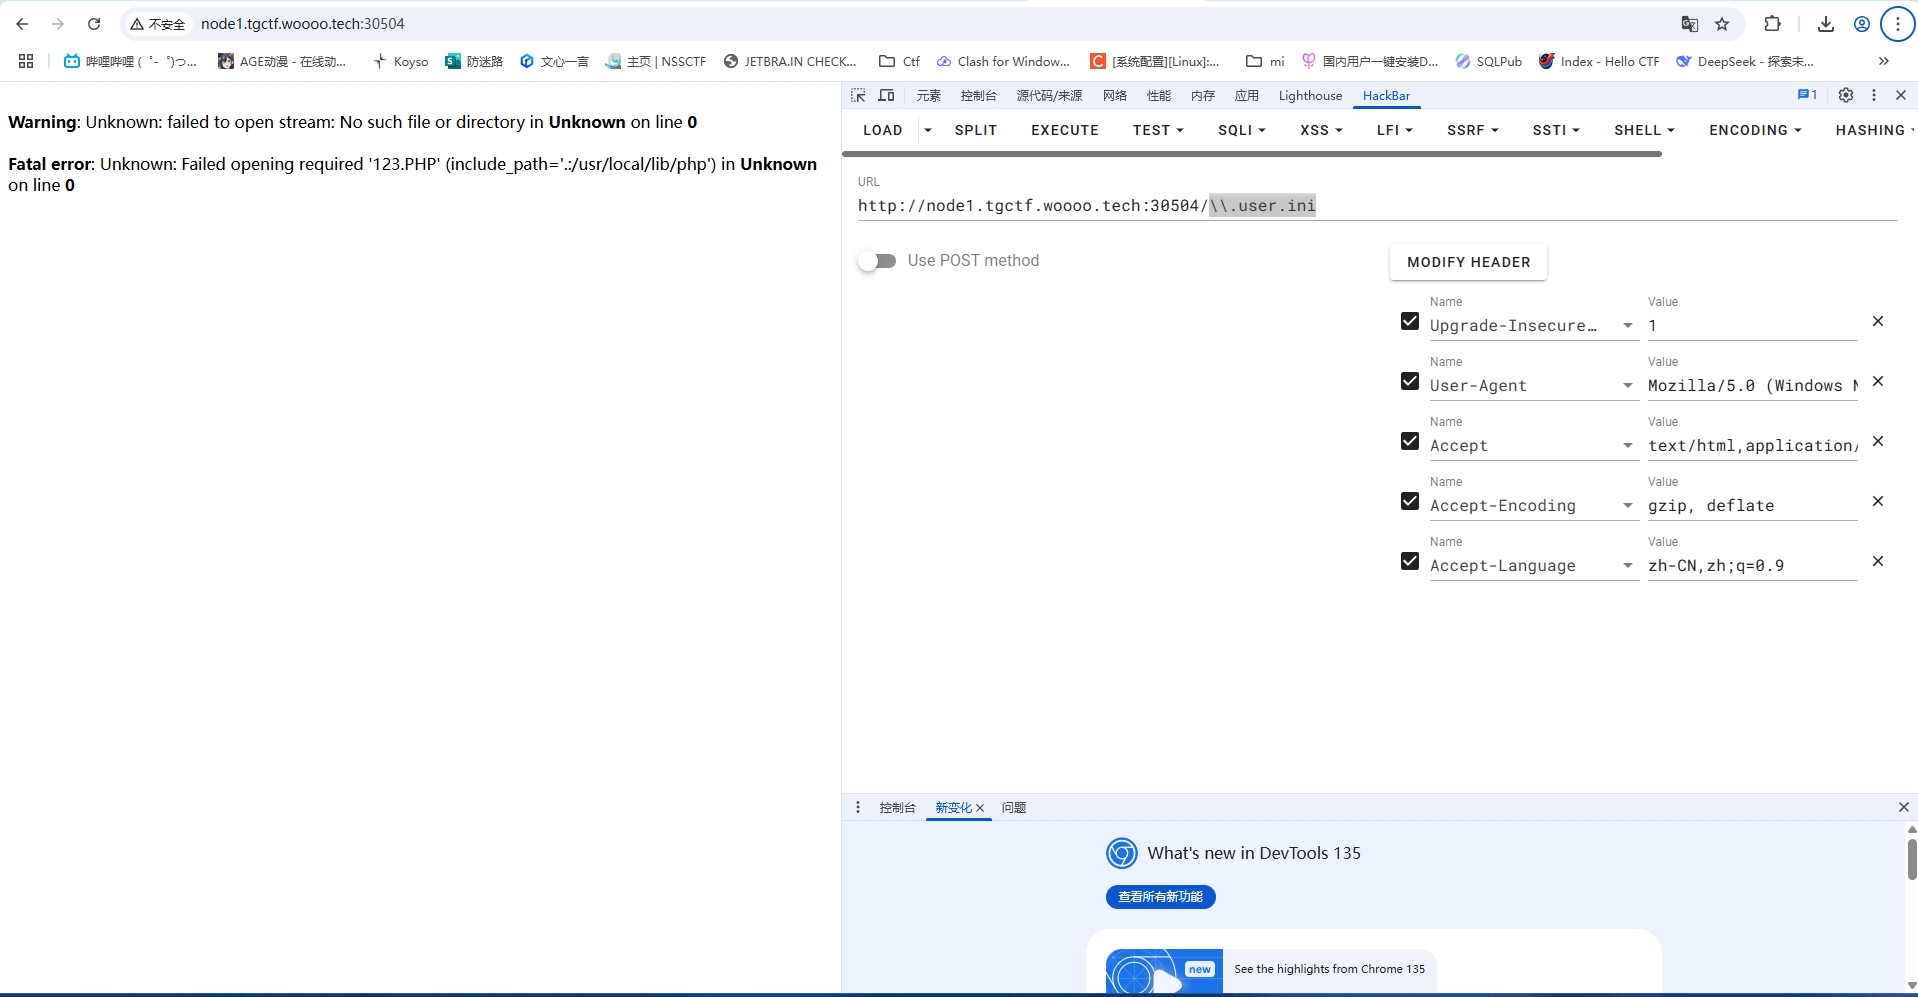 不安全 node1.tgctf.woooo.tech:30504
哔哩哔哩 (゜-゜)つ... AGE动漫 - 在线动... Koyso 防迷路 文心一言 主页 | NSSCTF JETBRA.IN CHECK... Ctf Clash for Window... [系统配置][Linux]:... mi 国内用户一键安装D... SQLPub Index - Hello CTF DeepSeek - 探索未...
Warning: Unknown: failed to open stream: No such file or directory in Unknown on line 0
Fatal error: Unknown: Failed opening required '123.PHP' (include_path='.:/usr/local/lib/php') in Unknown
on line 0
元素 控制台 源代码/来源 网络 性能 内存 应用 Lighthouse HackBar 1
LOAD SPLIT EXECUTE TEST SQLI XSS LFI SSRF SSTI SHELL ENCODING HASHING
URL
http://node1.tgctf.woooo.tech:30504/\\.user.ini
Use POST method
MODIFY HEADER
Name Value
Upgrade-Insecure… 1
Name Value
User-Agent Mozilla/5.0 (Windows N
Name Value
Accept text/html,application/
Name Value
Accept-Encoding gzip, deflate
Name Value
Accept-Language zh-CN,zh;q=0.9
控制台 新变化 问题
What's new in DevTools 135
查看所有新功能
new
See the highlights from Chrome 135